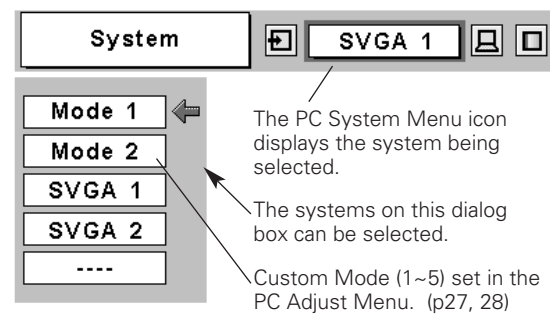 System
SVGA 1
Mode 1
Mode 2
SVGA 1
SVGA 2
----
The PC System Menu icon
displays the system being
selected.
The systems on this dialog
box can be selected.
Custom Mode (1~5) set in the
PC Adjust Menu. (p27, 28)